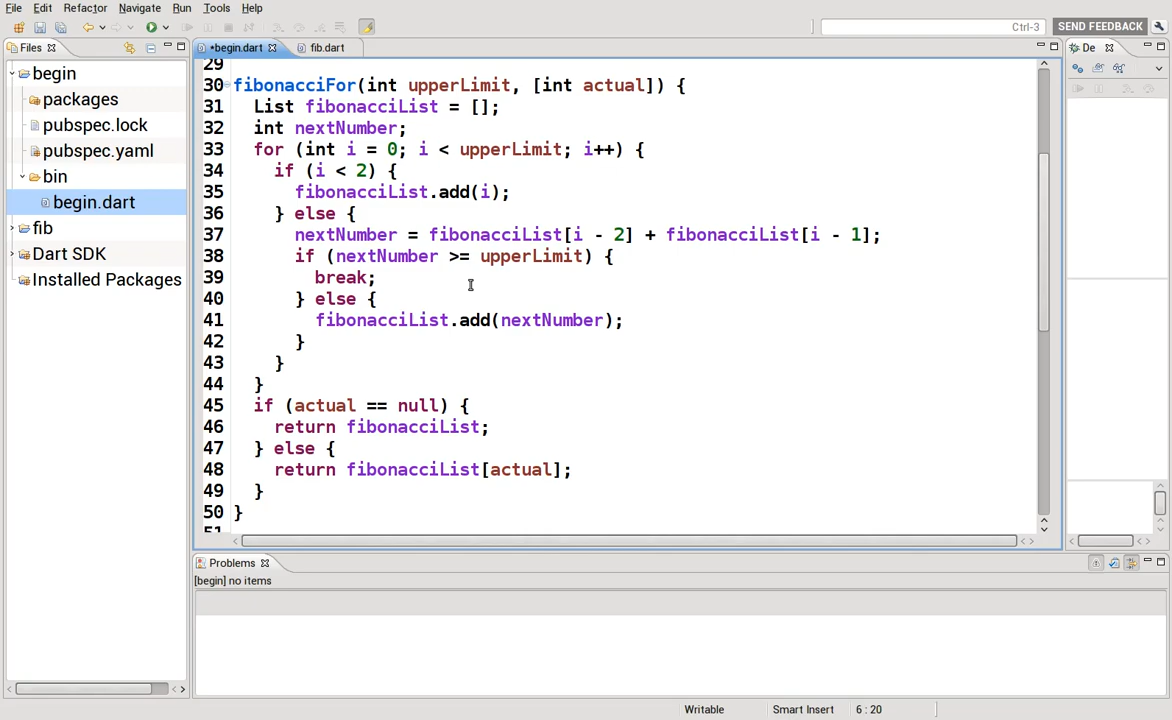 File Edit Refactor Navigate Run Tools Help
Ctrl-3 SEND FEEDBACK
Files *begin.dart fib.dart De
begin
packages
pubspec.lock
pubspec.yaml
bin
begin.dart
fib
Dart SDK
Installed Packages
29
30 fibonacciFor(int upperLimit, [int actual]) {
31 List fibonacciList = [];
32 int nextNumber;
33 for (int i = 0; i < upperLimit; i++) {
34 if (i < 2) {
35 fibonacciList.add(i);
36 } else {
37 nextNumber = fibonacciList[i - 2] + fibonacciList[i - 1];
38 if (nextNumber >= upperLimit) {
39 break;
40 } else {
41 fibonacciList.add(nextNumber);
42 }
43 }
44 }
45 if (actual == null) {
46 return fibonacciList;
47 } else {
48 return fibonacciList[actual];
49 }
50 }
51
Problems
[begin] no items
Writable Smart Insert 6 : 20